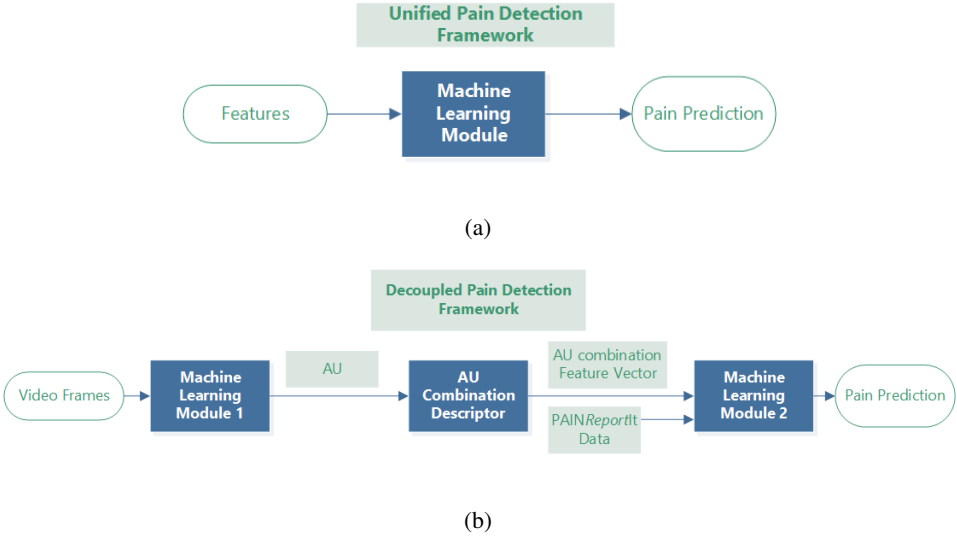 Unified Pain Detection
Framework
Features
Machine
Learning
Module
Pain Prediction
(a)
Decoupled Pain Detection
Framework
Video Frames
Machine
Learning
Module 1
AU
AU
Combination
Descriptor
AU combination
Feature Vector
PAINReportIt
Data
Machine
Learning
Module 2
Pain Prediction
(b)